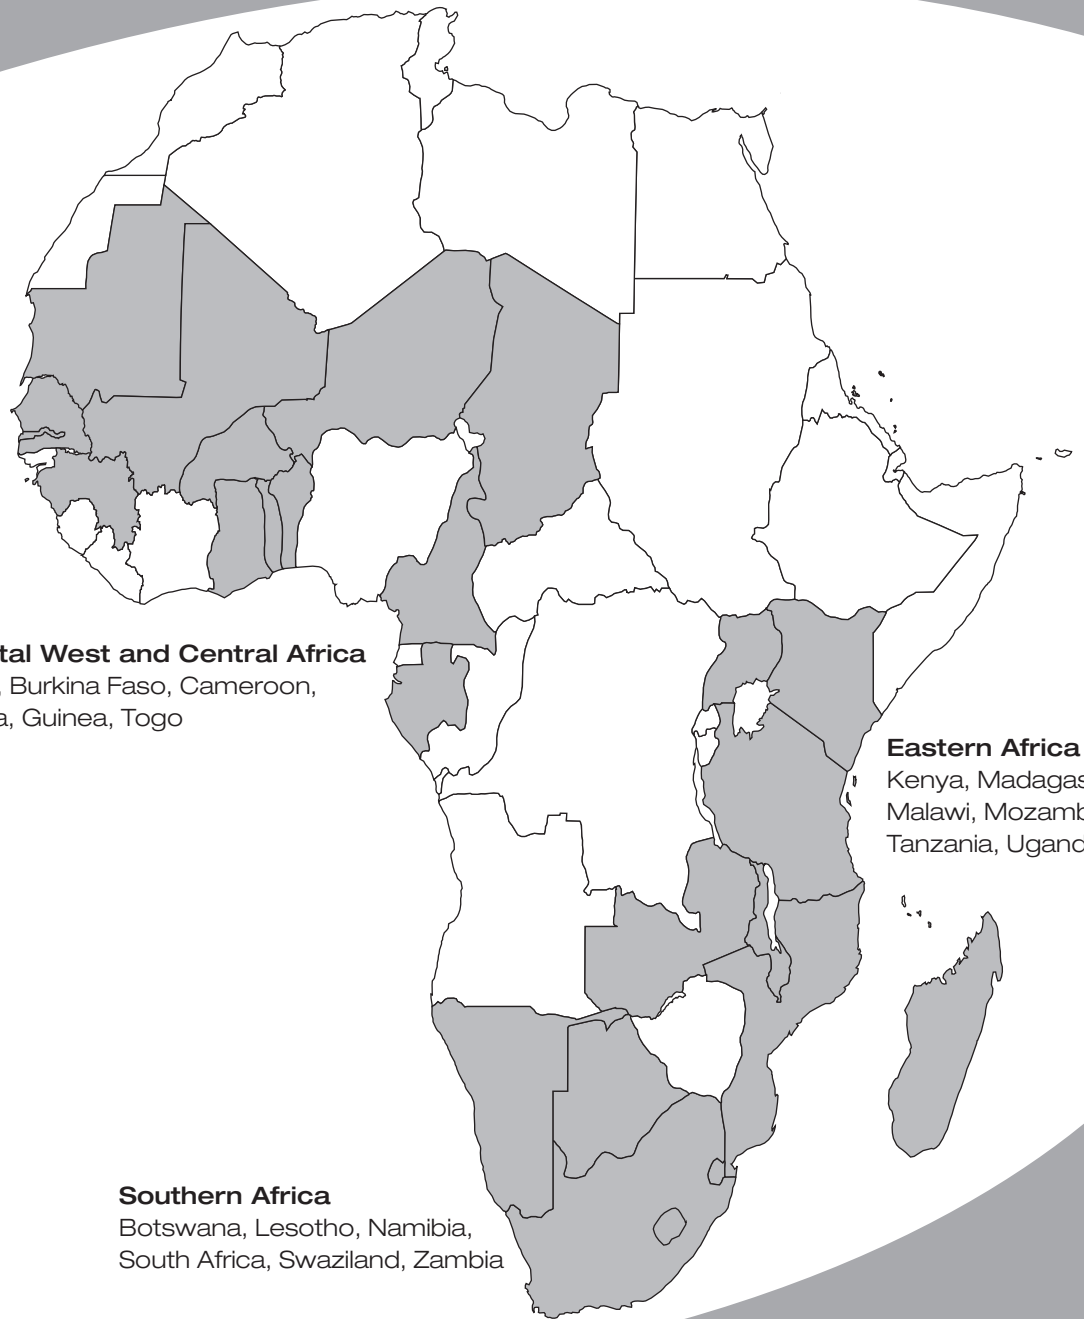 tal West and Central Africa
, Burkina Faso, Cameroon,
a, Guinea, Togo
Eastern Africa
Kenya, Madagas
Malawi, Mozamb
Tanzania, Ugand
Southern Africa
Botswana, Lesotho, Namibia,
South Africa, Swaziland, Zambia